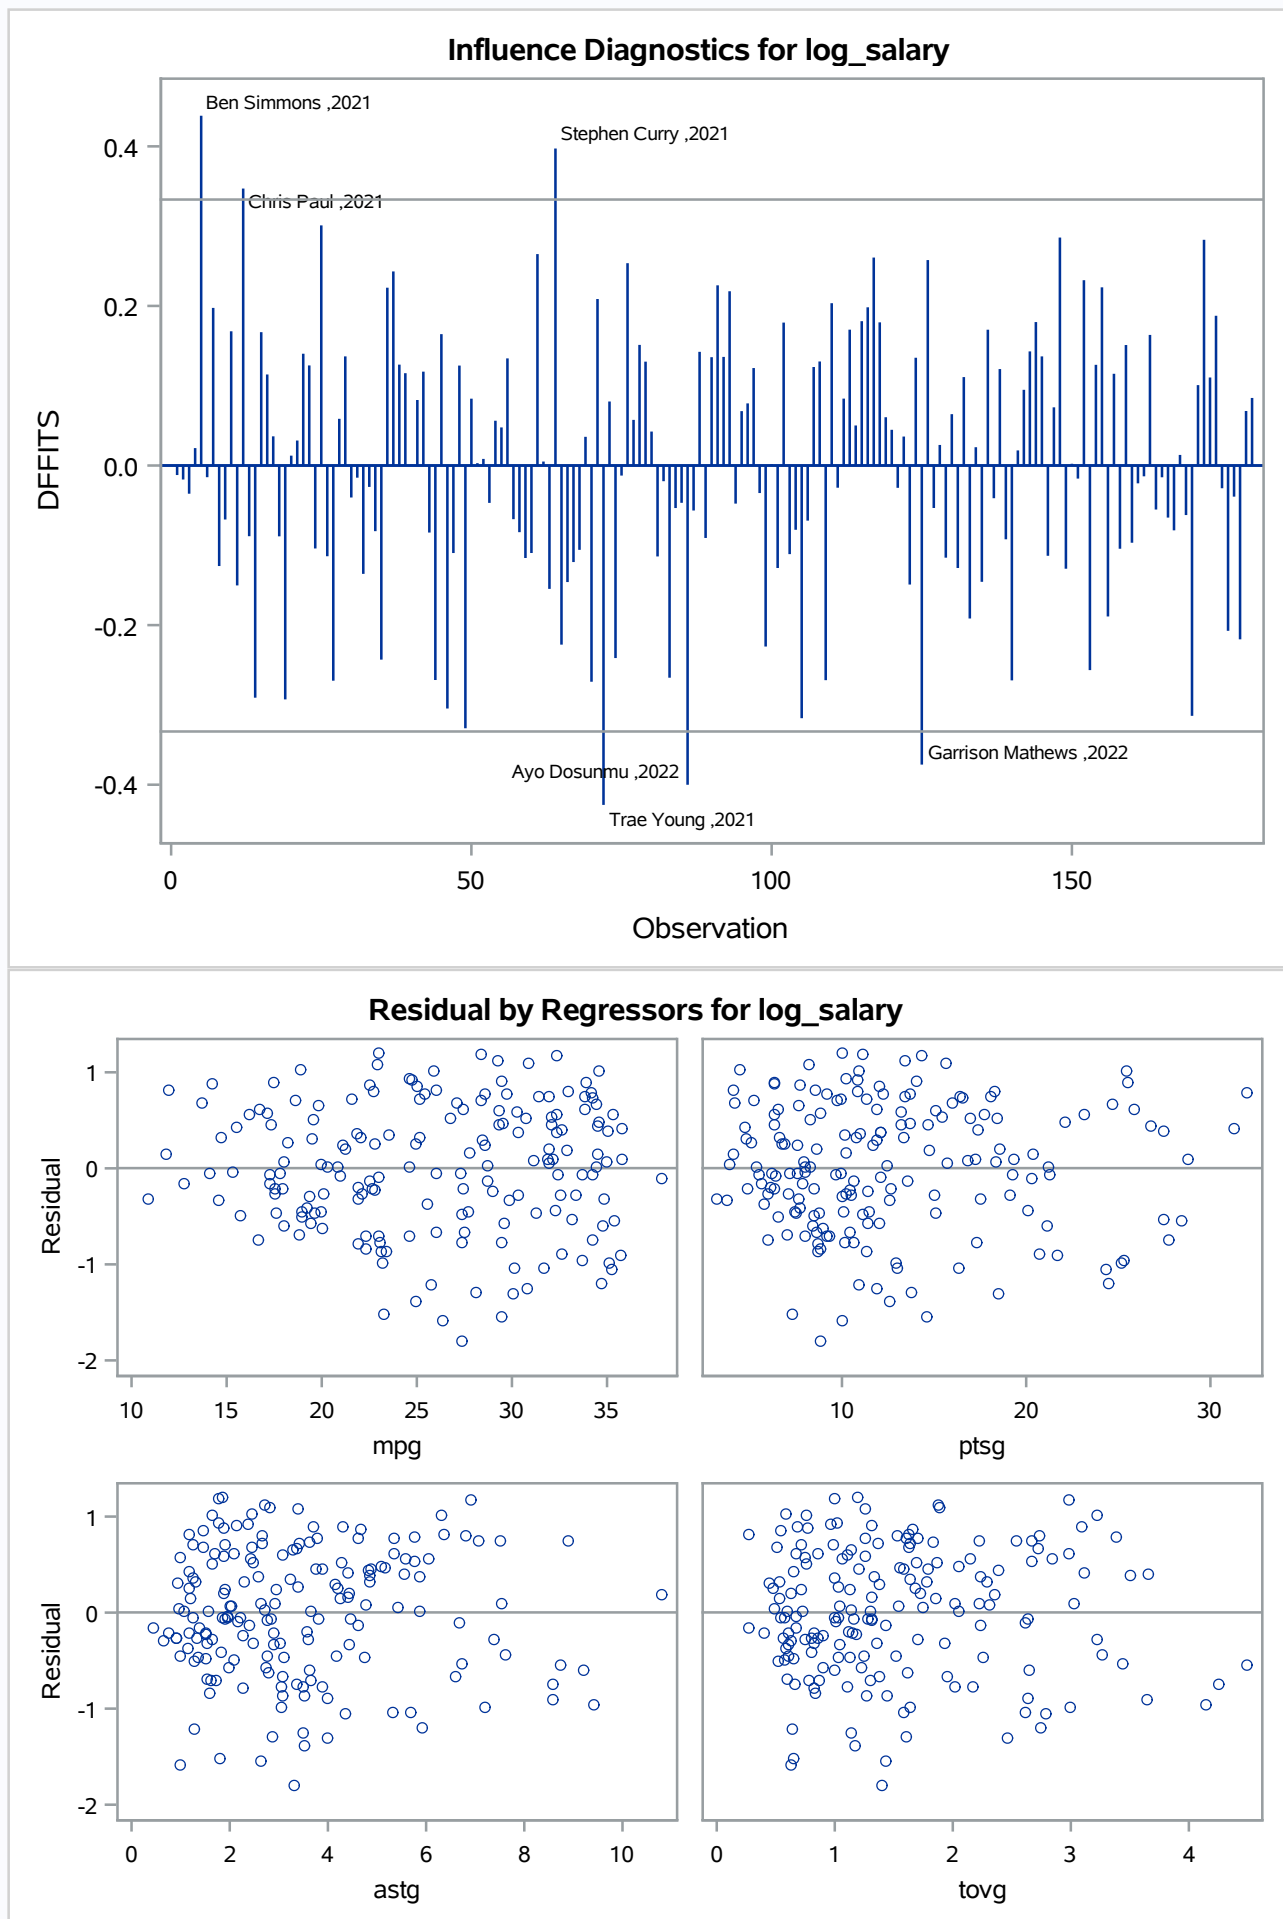 Influence Diagnostics for log_salary
Ben Simmons ,2021
Stephen Curry ,2021
Chris Paul ,2021
0.4
0.2
0.0
-0.2
-0.4
DFFITS
Garrison Mathews ,2022
Ayo Dosunmu ,2022
Trae Young ,2021
0 50 100 150
Observation
Residual by Regressors for log_salary
1
0
-1
-2
Residual
10 15 20 25 30 35
mpg
10 20 30
ptsg
1
0
-1
-2
Residual
0 2 4 6 8 10
astg
0 1 2 3 4
tovg